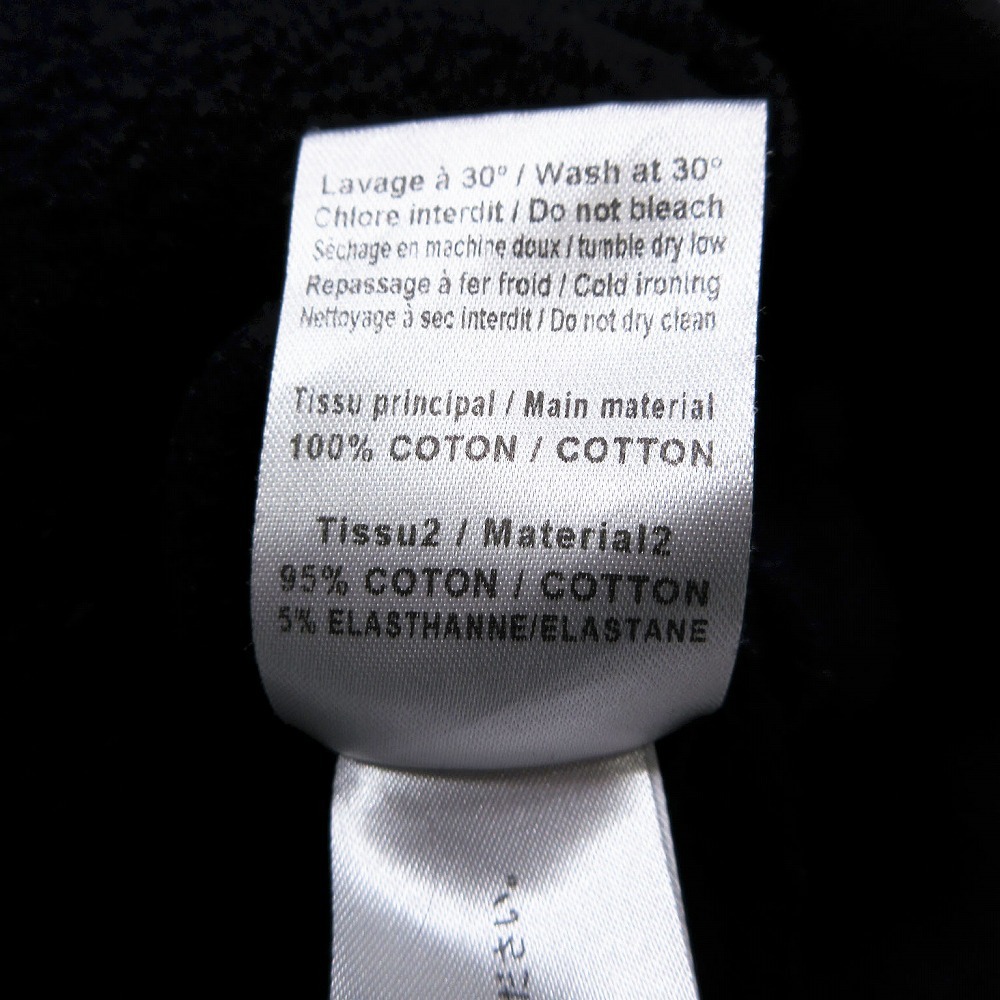 Lavage à 30° / Wash at 30°
Chlore interdit / Do not bleach
Séchage en machine doux / tumble dry low
Repassage à fer froid / Cold ironing
Nettoyage à sec interdit / Do not dry clean
Tissu principal / Main material
100% COTON / COTTON
Tissu2 / Material2
95% COTON / COTTON
5% ELASTHANNE/ELASTANE